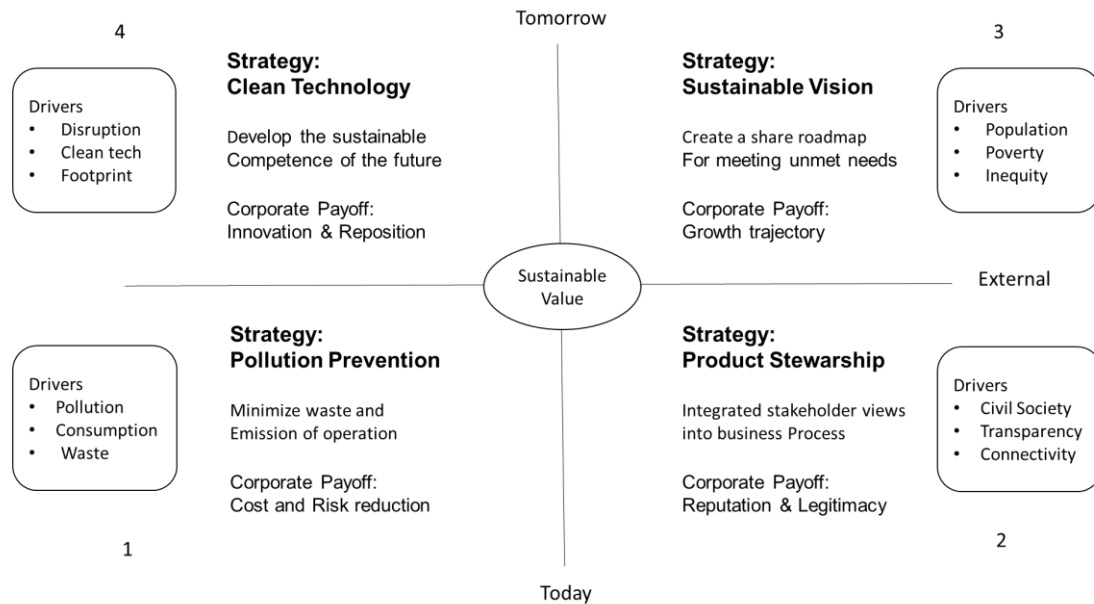 Tomorrow
4
3
Strategy:
Clean Technology
Drivers
• Disruption
• Clean tech
• Footprint
Develop the sustainable
Competence of the future
Corporate Payoff:
Innovation & Reposition
Strategy:
Sustainable Vision
Create a share roadmap
For meeting unmet needs
Corporate Payoff:
Growth trajectory
Drivers
• Population
• Poverty
• Inequity
Sustainable
Value
External
Strategy:
Pollution Prevention
Drivers
• Pollution
• Consumption
• Waste
Minimize waste and
Emission of operation
Corporate Payoff:
Cost and Risk reduction
1
Strategy:
Product Stewarship
Integrated stakeholder views
into business Process
Corporate Payoff:
Reputation & Legitimacy
Drivers
• Civil Society
• Transparency
• Connectivity
2
Today